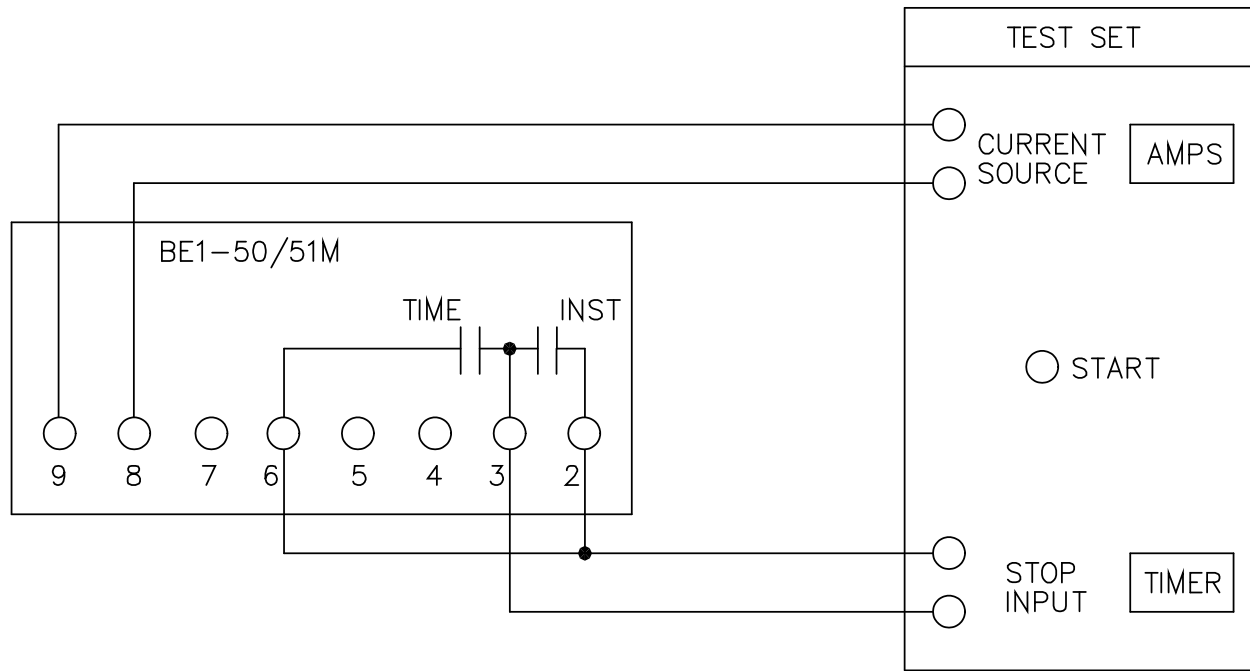 TEST SET
CURRENT
SOURCE
AMPS
BE1-50/51M
TIME
INST
START
9
8
7
6
5
4
3
2
STOP
INPUT
TIMER